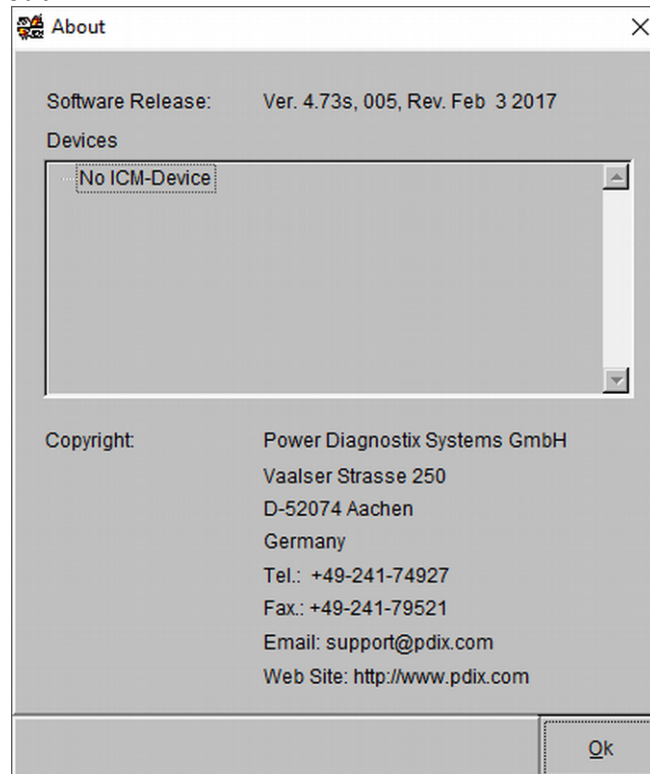 About
Software Release: Ver. 4.73s, 005, Rev. Feb 3 2017
Devices
No ICM-Device
Copyright: Power Diagnostix Systems GmbH
Vaalser Strasse 250
D-52074 Aachen
Germany
Tel.: +49-241-74927
Fax.: +49-241-79521
Email: support@pdix.com
Web Site: http://www.pdix.com
Ok